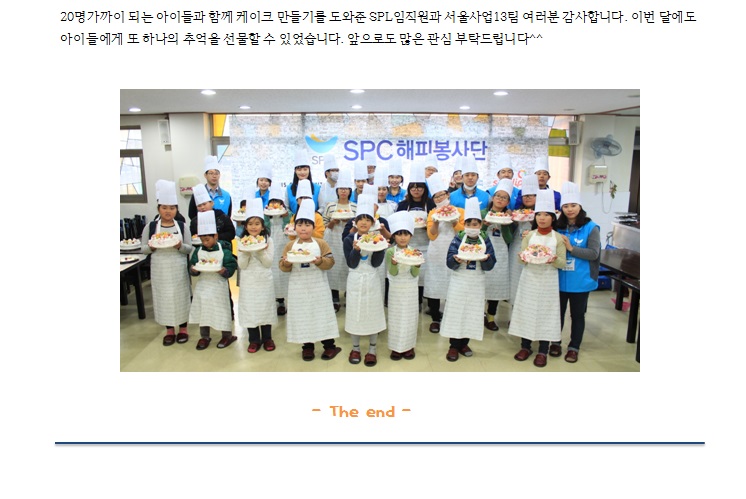 20명가까이 되는 아이들과 함께 케이크 만들기를 도와준 SPL임직원과 서울사업13팀 여러분 감사합니다. 이번 달에도
아이들에게 또 하나의 추억을 선물할 수 있었습니다. 앞으로도 많은 관심 부탁드립니다^^
SPC해피봉사단
- The end -